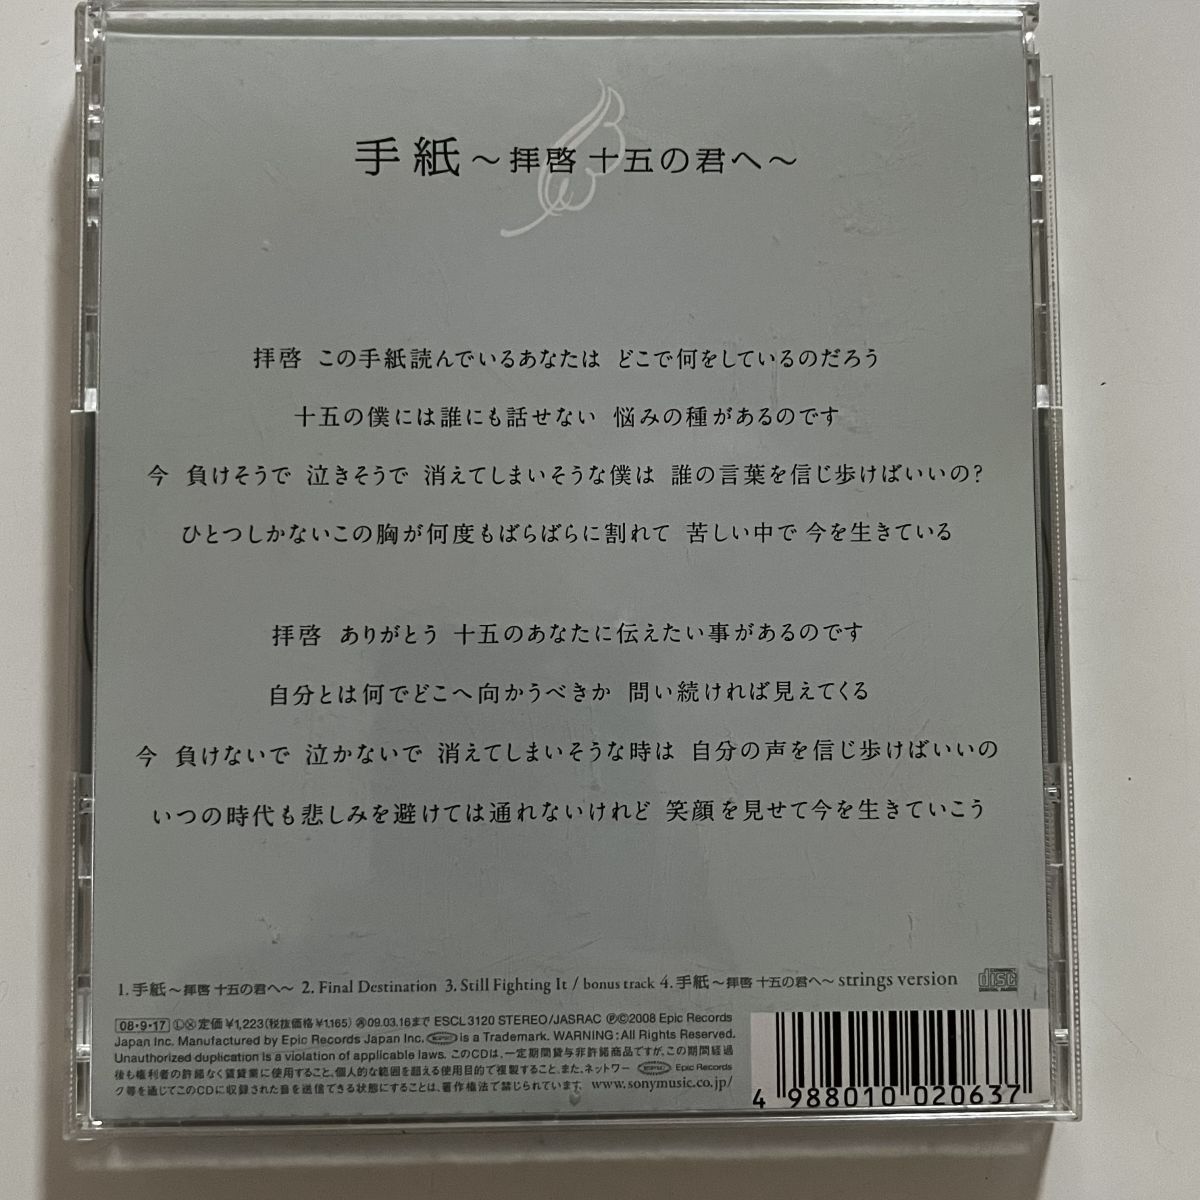 手紙～拝啓 十五の君へ～
拝啓 この手紙読んでいるあなたは どこで何をしているのだろう
十五の僕には誰にも話せない 悩みの種があるのです
今 負けそうで 泣きそうで 消えてしまいそうな僕は 誰の言葉を信じ歩けばいいの?
ひとつしかないこの胸が何度もばらばらに割れて 苦しい中で 今を生きている
拝啓 ありがとう 十五のあなたに伝えたい事があるのです
自分とは何でどこへ向かうべきか 問い続ければ見えてくる
今 負けないで 泣かないで 消えてしまいそうな時は 自分の声を信じ歩けばいいの
いつの時代も悲しみを避けては通れないけれど 笑顔を見せて今を生きていこう
1.手紙～拝啓 十五の君へ～ 2. Final Destination 3. Still Fighting It / bonus track 4.手紙～拝啓 十五の君へ～ strings version
disc
DIGITAL AUDIO
08・9・17 Ⓛ Ⓧ 定価¥1,223(税抜価格¥1,165) 再09.03.16まで ESCL 3120 STEREO/JASRAC Ⓟ©2008 Epic Records
Japan Inc. Manufactured by Epic Records Japan Inc. EPIC is a Trademark. WARNING: All Rights Reserved.
Unauthorized duplication is a violation of applicable laws. このCDは、一定期間貸与非許諾商品ですが、この期間経過
後も権利者の許諾なく賃貸業に使用すること、個人的な範囲を超える使用目的で複製すること、また、ネットワー EPIC Epic Records
ク等を通じてこのCDに収録された音を送信できる状態にすることは、著作権法で禁じられています。 www.sonymusic.co.jp/
4 988010 020637